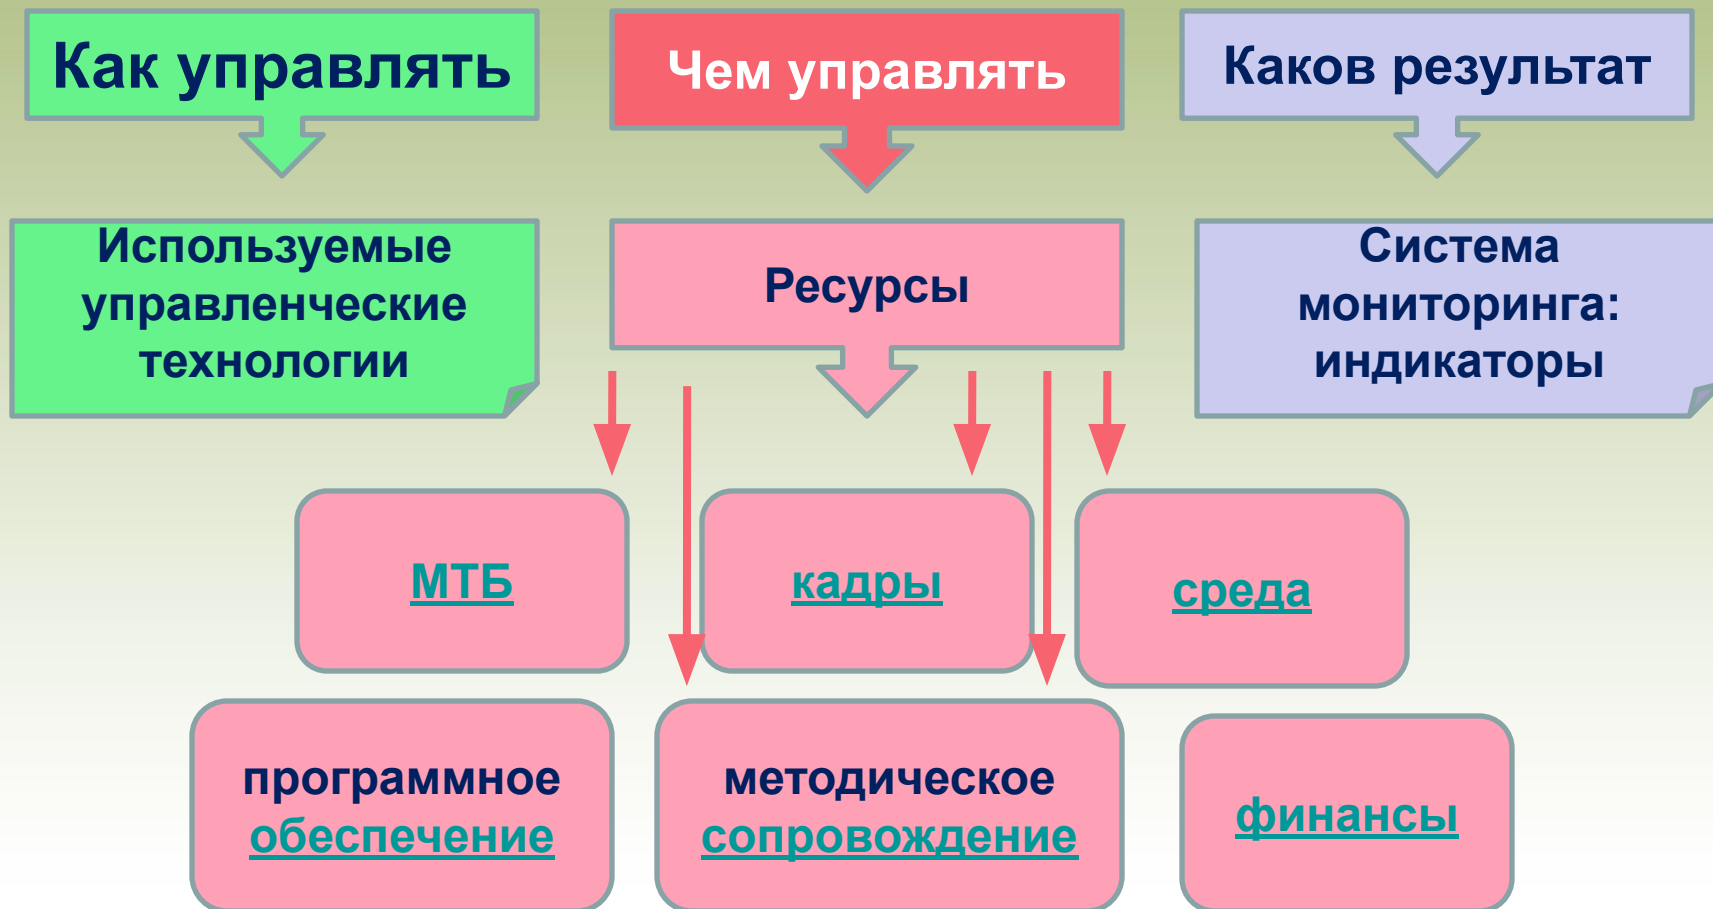 Как управлять
Чем управлять
Каков результат
Используемые
управленческие
технологии
Ресурсы
Система
мониторинга:
индикаторы
МТБ
кадры
среда
программное
обеспечение
методическое
сопровождение
финансы